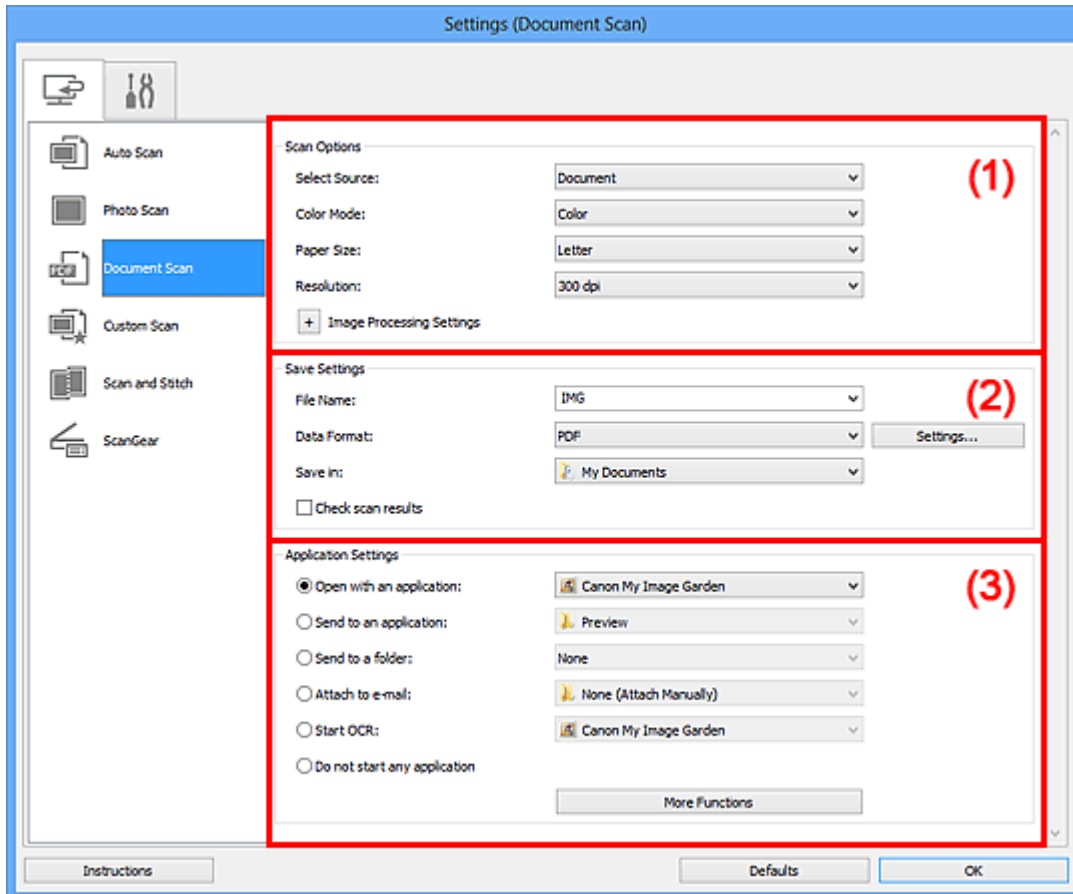 Settings (Document Scan)
Auto Scan
Photo Scan
PDF
Document Scan
Custom Scan
Scan and Stitch
ScanGear
Scan Options
(1)
Select Source: Document
Color Mode: Color
Paper Size: Letter
Resolution: 300 dpi
+ Image Processing Settings
Save Settings
(2)
File Name: IMG
Data Format: PDF Settings...
Save in: My Documents
Check scan results
Application Settings
(3)
Open with an application: Canon My Image Garden
Send to an application: Preview
Send to a folder: None
Attach to e-mail: None (Attach Manually)
Start OCR: Canon My Image Garden
Do not start any application
More Functions
Instructions Defaults OK